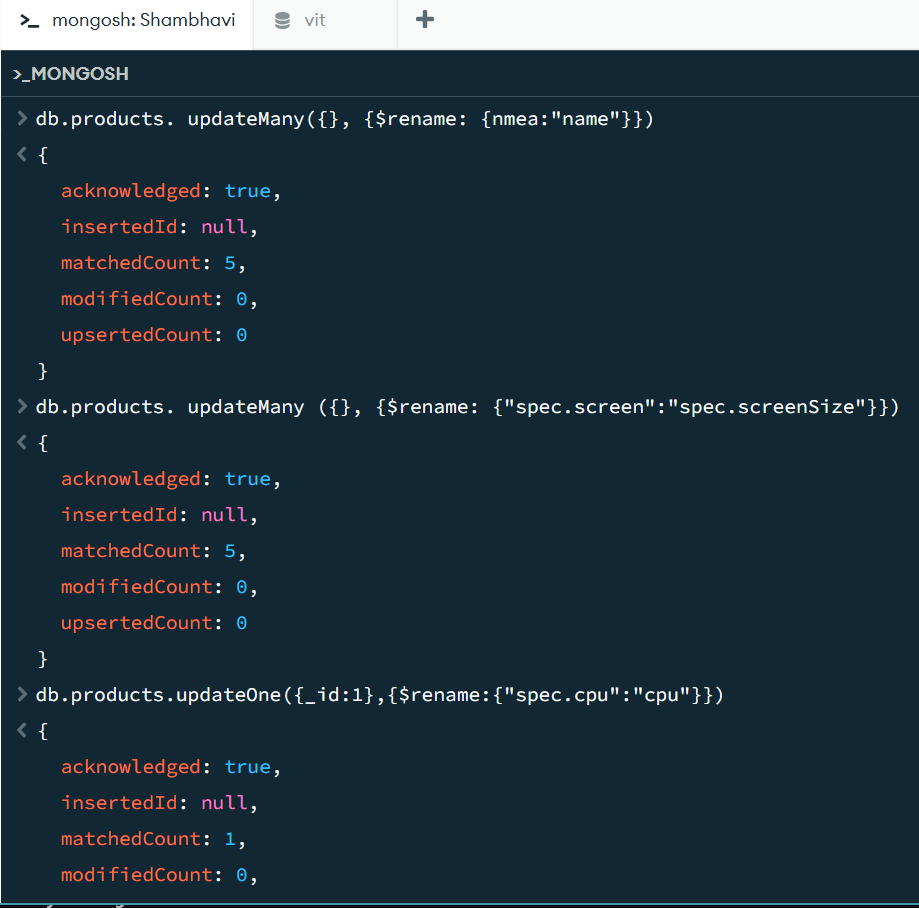 >_ mongosh: Shambhavi vit +
>_MONGOSH
> db.products. updateMany({}, {$rename: {nmea:"name"}})
< {
acknowledged: true,
insertedId: null,
matchedCount: 5,
modifiedCount: 0,
upsertedCount: 0
}
> db.products. updateMany ({}, {$rename: {"spec.screen":"spec.screenSize"}})
< {
acknowledged: true,
insertedId: null,
matchedCount: 5,
modifiedCount: 0,
upsertedCount: 0
}
> db.products.updateOne({_id:1},{$rename:{"spec.cpu":"cpu"}})
< {
acknowledged: true,
insertedId: null,
matchedCount: 1,
modifiedCount: 0,